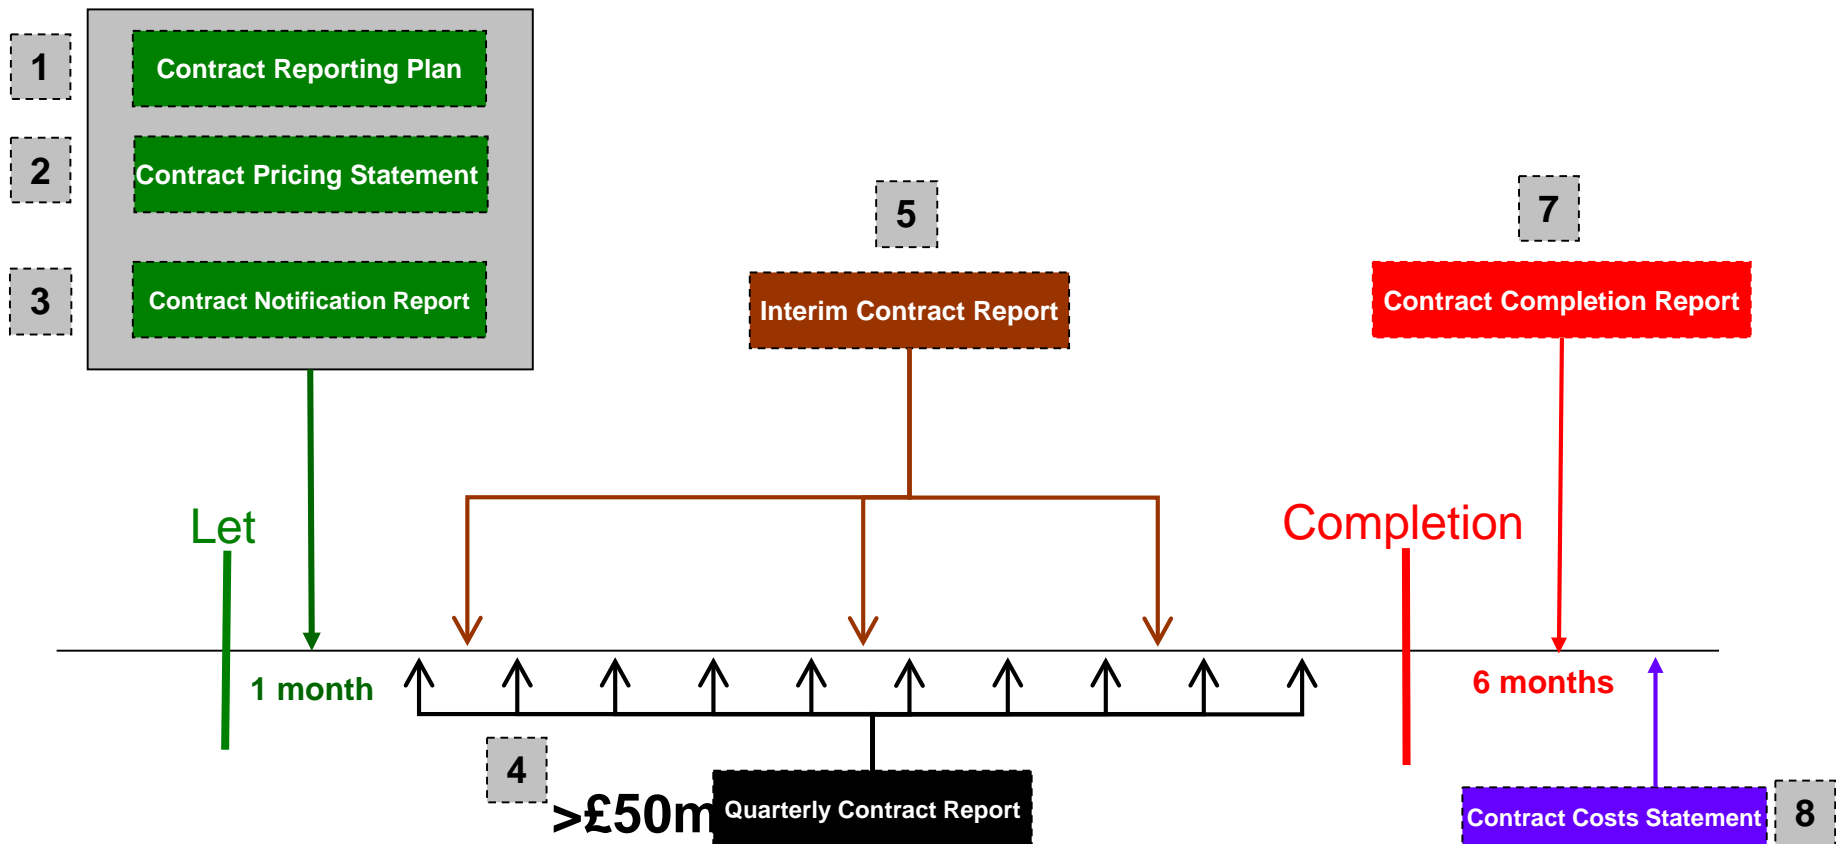 1
Contract Reporting Plan
2
Contract Pricing Statement
3
Contract Notification Report
5
Interim Contract Report
7
Contract Completion Report
Let
Completion
1 month
6 months
4
>£50m
Quarterly Contract Report
Contract Costs Statement
8